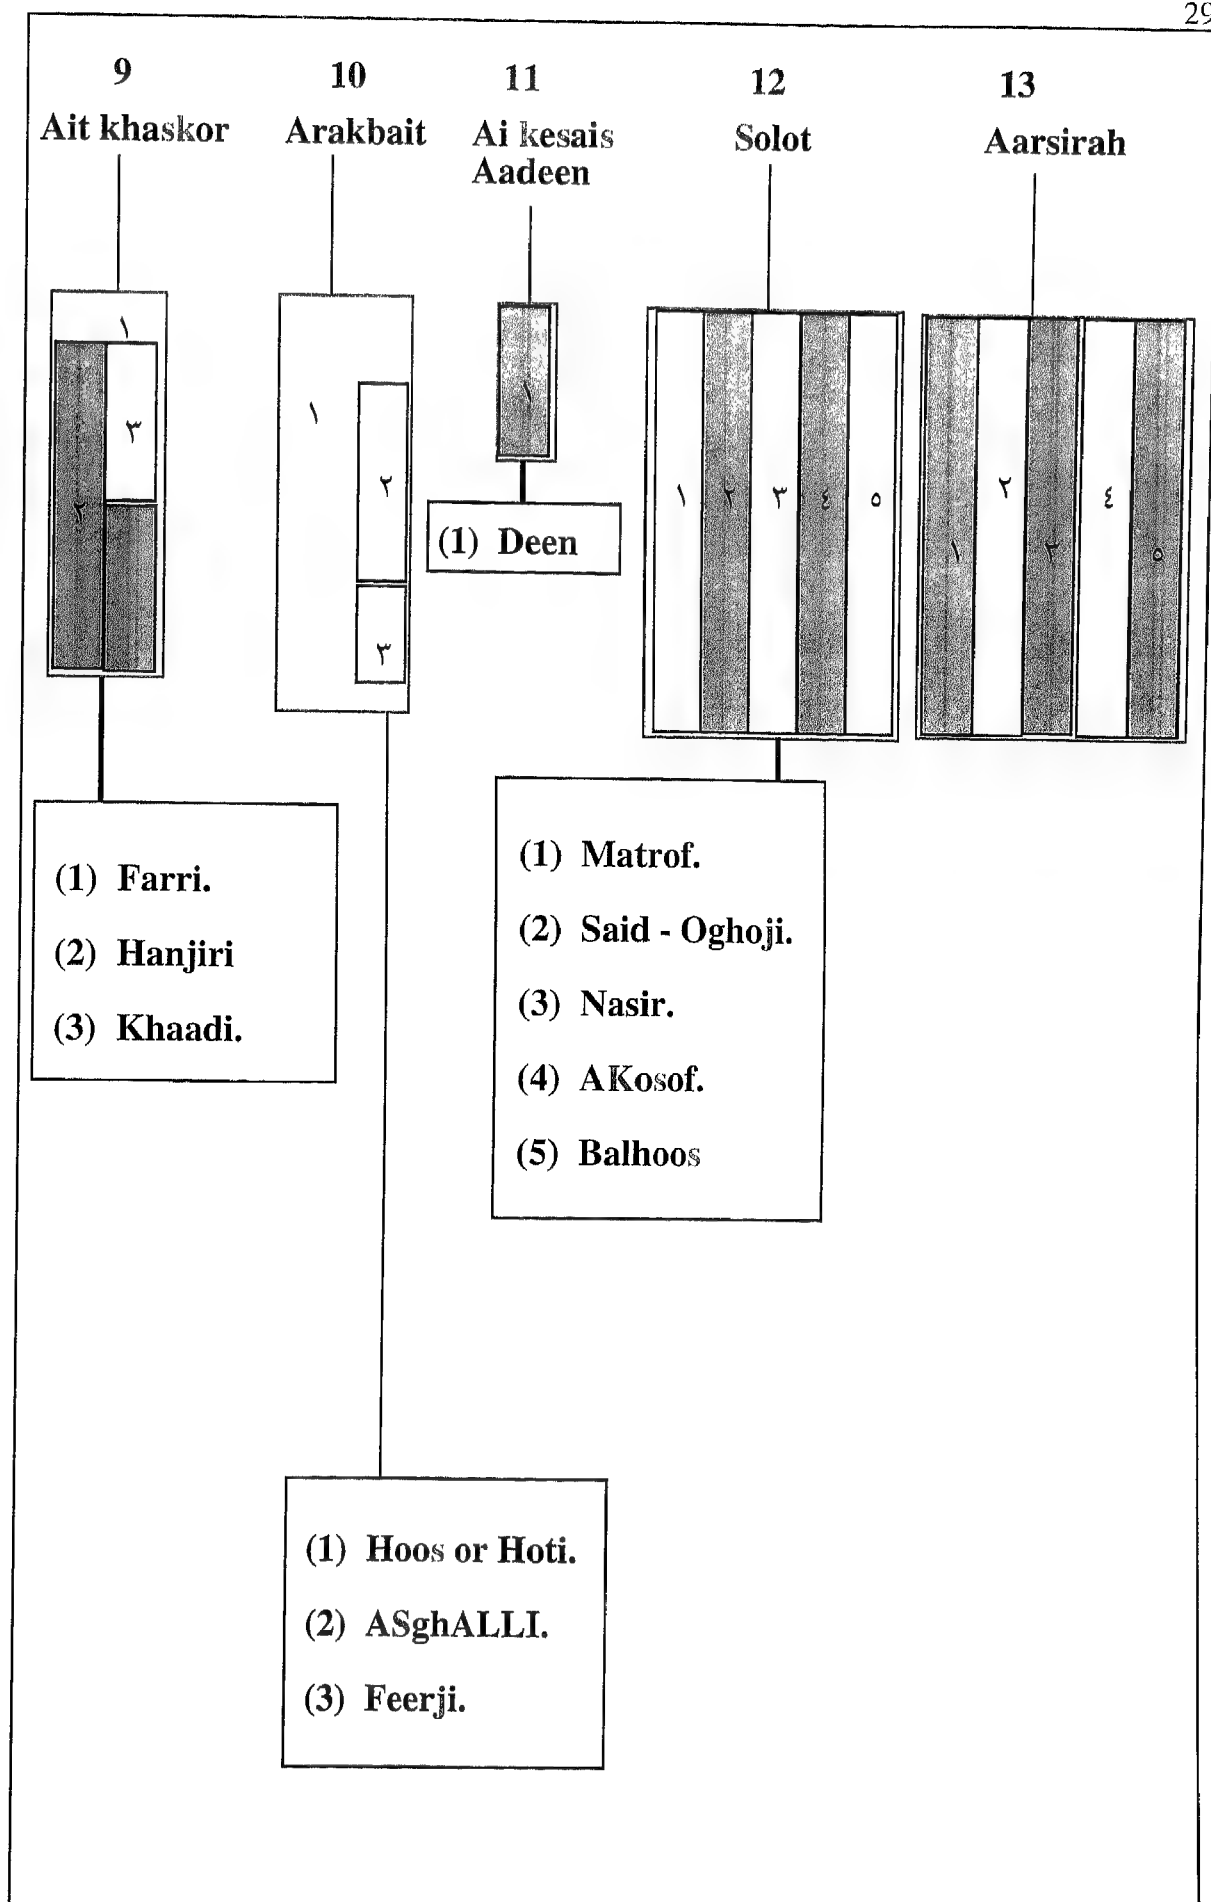 29
9 10 11 12 13
Ait khaskor Arakbait Ai kesais Solot Aarsirah
Aadeen
١
٣
٢
١
٢
٣
١
١ ٢ ٣ ٤ ٥
١ ٢ ٣ ٤ ٥
(1) Deen
(1) Farri.
(2) Hanjiri
(3) Khaadi.
(1) Matrof.
(2) Said - Oghoji.
(3) Nasir.
(4) AKosof.
(5) Balhoos
(1) Hoos or Hoti.
(2) ASghALLI.
(3) Feerji.